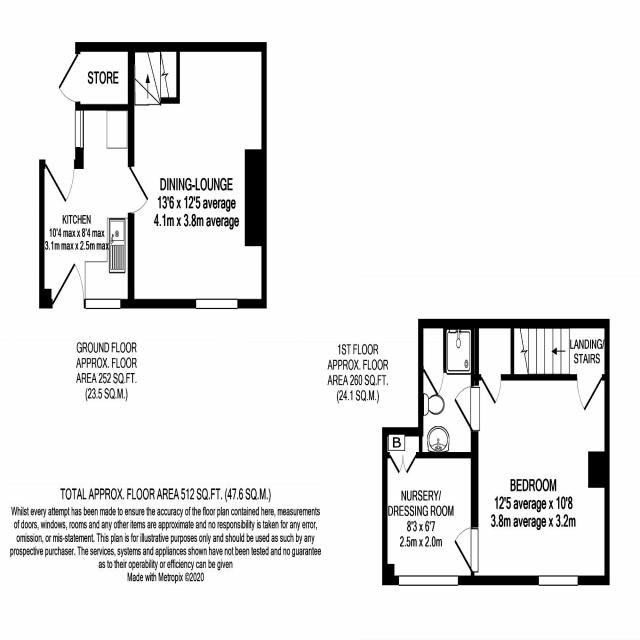 STORE
DINING-LOUNGE
13'6 x 12'5 average
4.1m x 3.8m average
KITCHEN
10'4 max x 8'4 max
3.1m max x 2.5m max
GROUND FLOOR
APPROX. FLOOR
AREA 252 SQ.FT.
(23.5 SQ.M.)
1ST FLOOR
APPROX. FLOOR
AREA 260 SQ.FT.
(24.1 SQ.M.)
LANDING/
STAIRS
B
BEDROOM
12'5 average x 10'8
3.8m average x 3.2m
NURSERY/
DRESSING ROOM
8'3 x 6'7
2.5m x 2.0m
TOTAL APPROX. FLOOR AREA 512 SQ.FT. (47.6 SQ.M.)
Whilst every attempt has been made to ensure the accuracy of the floor plan contained here, measurements
of doors, windows, rooms and any other items are approximate and no responsibility is taken for any error,
omission, or mis-statement. This plan is for illustrative purposes only and should be used as such by any
prospective purchaser. The services, systems and appliances shown have not been tested and no guarantee
as to their operability or efficiency can be given
Made with Metropix ©2020